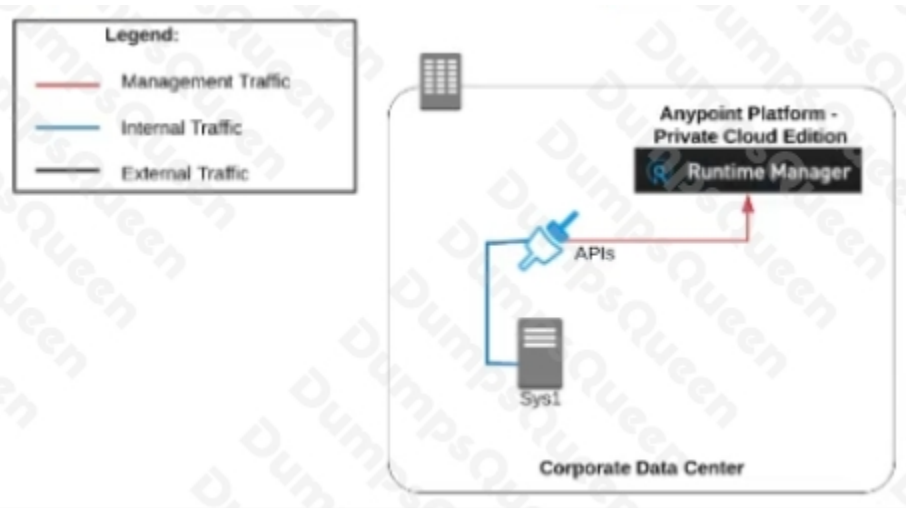 Legend:
Management Traffic
Internal Traffic
External Traffic
Anypoint Platform -
Private Cloud Edition
Runtime Manager
APIs
Sys1
Corporate Data Center
DumpsQueen